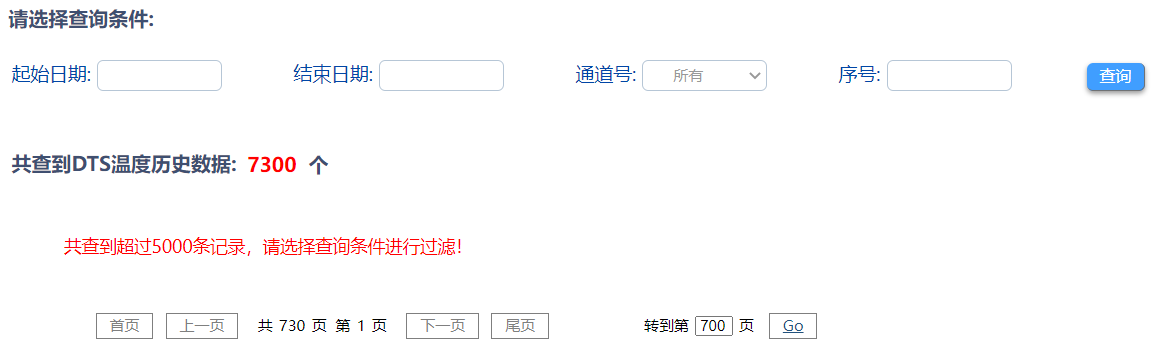 请选择查询条件:
起始日期: 结束日期: 通道号: 所有 序号: 查询
共查到DTS温度历史数据: 7300 个
共查到超过5000条记录，请选择查询条件进行过滤！
首页 上一页 共 730 页 第 1 页 下一页 尾页 转到第 700 页 Go